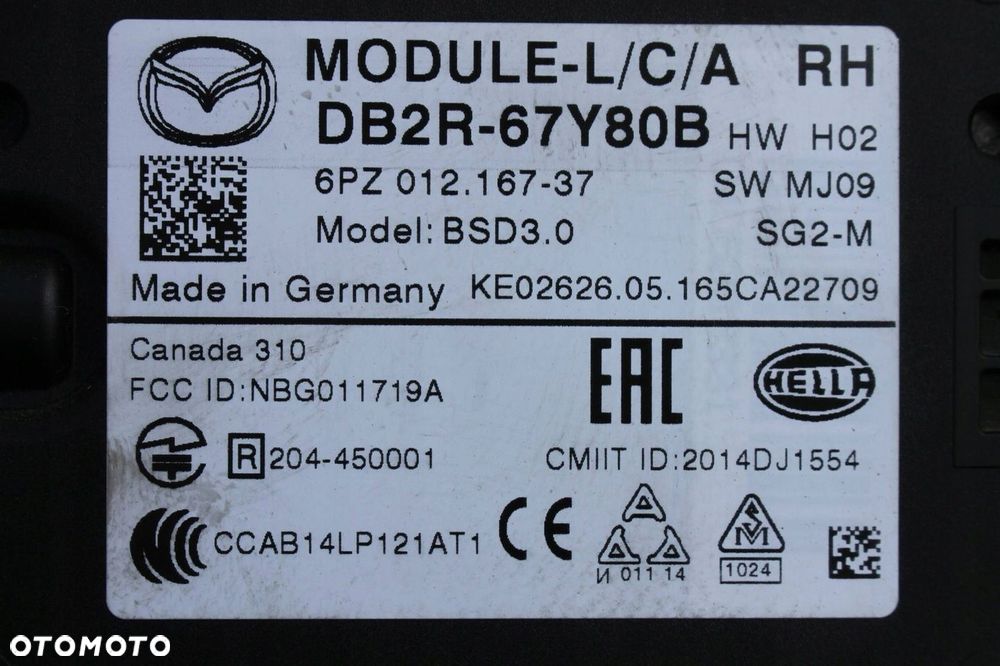 MODULE-L/C/A RH
DB2R-67Y80B HW H02
6PZ 012.167-37 SW MJ09
Model: BSD3.0 SG2-M
Made in Germany KE02626.05.165CA22709
Canada 310
FCC ID:NBG011719A
EAC
HELLA
R 204-450001 CMIIT ID:2014DJ1554
CCAB14LP121AT1
CE
A
A A
И 011 14
S
M
1024
OTOMOTO